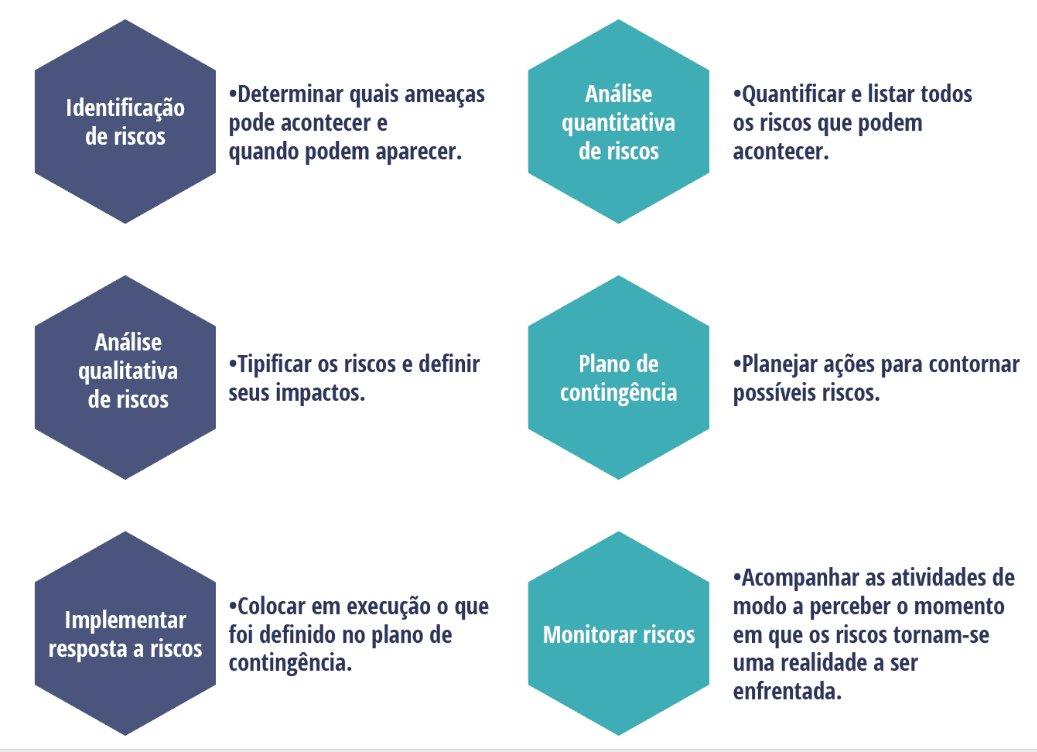 Identificação
de riscos
•Determinar quais ameaças
pode acontecer e
quando podem aparecer.
Análise
quantitativa
de riscos
•Quantificar e listar todos
os riscos que podem
acontecer.
Análise
qualitativa
de riscos
•Tipificar os riscos e definir
seus impactos.
Plano de
contingência
•Planejar ações para contornar
possíveis riscos.
Implementar
resposta a riscos
•Colocar em execução o que
foi definido no plano de
contingência.
Monitorar riscos
•Acompanhar as atividades de
modo a perceber o momento
em que os riscos tornam-se
uma realidade a ser
enfrentada.